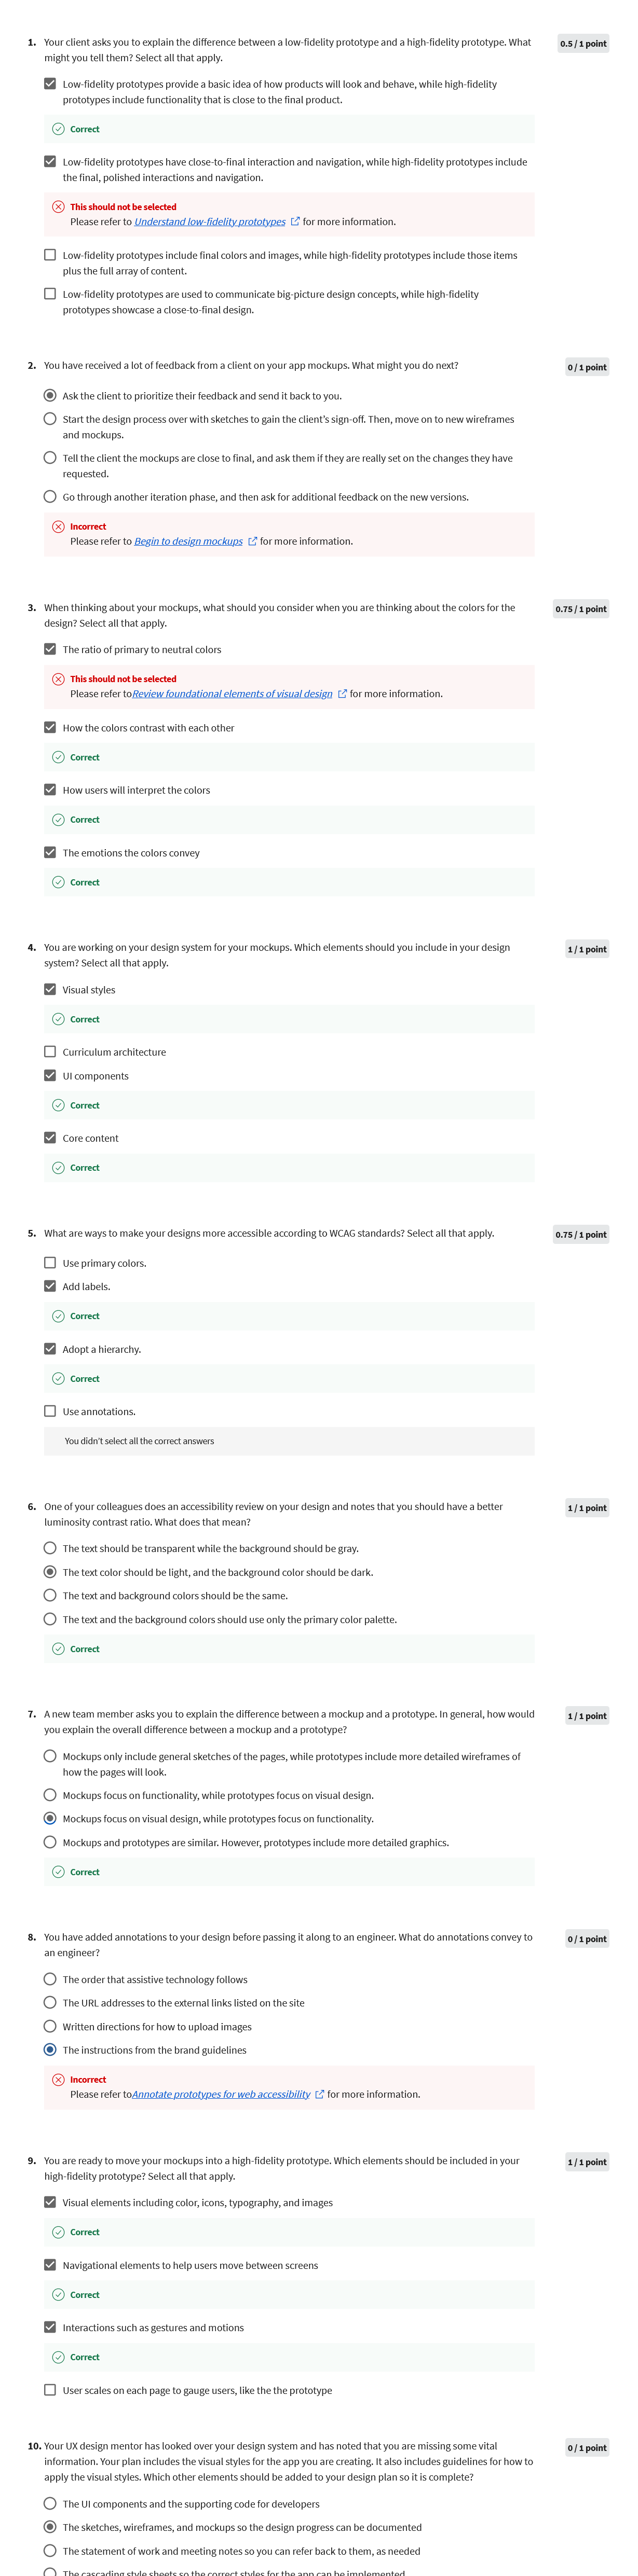 1. Your client asks you to explain the difference between a low-fidelity prototype and a high-fidelity prototype. What
might you tell them? Select all that apply.
0.5 / 1 point
Low-fidelity prototypes provide a basic idea of how products will look and behave, while high-fidelity
prototypes include functionality that is close to the final product.
Correct
Low-fidelity prototypes have close-to-final interaction and navigation, while high-fidelity prototypes include
the final, polished interactions and navigation.
This should not be selected
Please refer to Understand low-fidelity prototypes for more information.
Low-fidelity prototypes include final colors and images, while high-fidelity prototypes include those items
plus the full array of content.
Low-fidelity prototypes are used to communicate big-picture design concepts, while high-fidelity
prototypes showcase a close-to-final design.
2. You have received a lot of feedback from a client on your app mockups. What might you do next?
0 / 1 point
Ask the client to prioritize their feedback and send it back to you.
Start the design process over with sketches to gain the client's sign-off. Then, move on to new wireframes
and mockups.
Tell the client the mockups are close to final, and ask them if they are really set on the changes they have
requested.
Go through another iteration phase, and then ask for additional feedback on the new versions.
Incorrect
Please refer to Begin to design mockups for more information.
3. When thinking about your mockups, what should you consider when you are thinking about the colors for the
design? Select all that apply.
0.75 / 1 point
The ratio of primary to neutral colors
This should not be selected
Please refer toReview foundational elements of visual design for more information.
How the colors contrast with each other
Correct
How users will interpret the colors
Correct
The emotions the colors convey
Correct
4. You are working on your design system for your mockups. Which elements should you include in your design
system? Select all that apply.
1 / 1 point
Visual styles
Correct
Curriculum architecture
UI components
Correct
Core content
Correct
5. What are ways to make your designs more accessible according to WCAG standards? Select all that apply.
0.75 / 1 point
Use primary colors.
Add labels.
Correct
Adopt a hierarchy.
Correct
Use annotations.
You didn't select all the correct answers
6. One of your colleagues does an accessibility review on your design and notes that you should have a better
luminosity contrast ratio. What does that mean?
1 / 1 point
The text should be transparent while the background should be gray.
The text color should be light, and the background color should be dark.
The text and background colors should be the same.
The text and the background colors should use only the primary color palette.
Correct
7. A new team member asks you to explain the difference between a mockup and a prototype. In general, how would
you explain the overall difference between a mockup and a prototype?
1 / 1 point
Mockups only include general sketches of the pages, while prototypes include more detailed wireframes of
how the pages will look.
Mockups focus on functionality, while prototypes focus on visual design.
Mockups focus on visual design, while prototypes focus on functionality.
Mockups and prototypes are similar. However, prototypes include more detailed graphics.
Correct
8. You have added annotations to your design before passing it along to an engineer. What do annotations convey to
an engineer?
0 / 1 point
The order that assistive technology follows
The URL addresses to the external links listed on the site
Written directions for how to upload images
The instructions from the brand guidelines
Incorrect
Please refer toAnnotate prototypes for web accessibility for more information.
9. You are ready to move your mockups into a high-fidelity prototype. Which elements should be included in your
high-fidelity prototype? Select all that apply.
1 / 1 point
Visual elements including color, icons, typography, and images
Correct
Navigational elements to help users move between screens
Correct
Interactions such as gestures and motions
Correct
User scales on each page to gauge users, like the the prototype
10. Your UX design mentor has looked over your design system and has noted that you are missing some vital
information. Your plan includes the visual styles for the app you are creating. It also includes guidelines for how to
apply the visual styles. Which other elements should be added to your design plan so it is complete?
0 / 1 point
The UI components and the supporting code for developers
The sketches, wireframes, and mockups so the design progress can be documented
The statement of work and meeting notes so you can refer back to them, as needed
The cascading style sheets so the correct styles for the app can be implemented